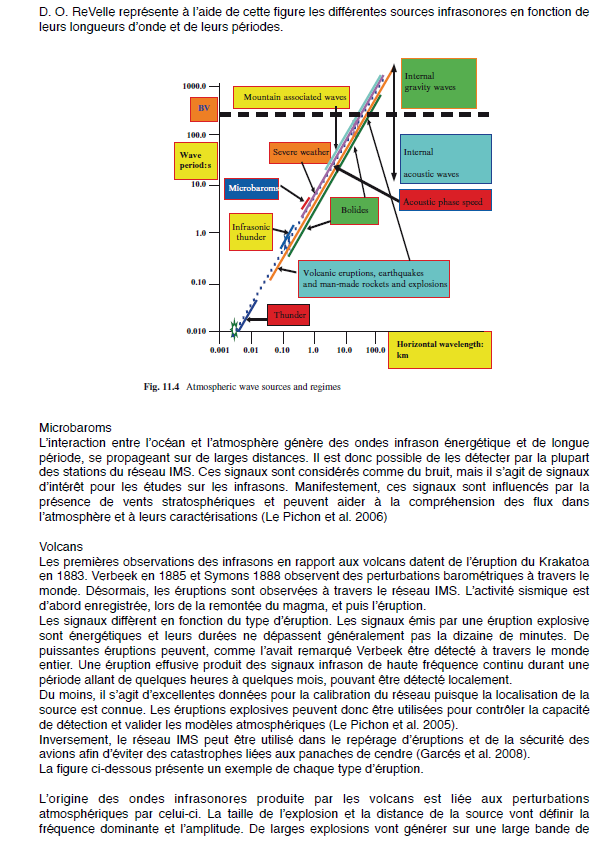 D. O. ReVelle représente à l'aide de cette figure les différentes sources infrasonores en fonction de
leurs longueurs d'onde et de leurs périodes.
1000.0
BV
100.0
Wave
period:s
10.0
1.0
0.10
0.010
Mountain associated waves
Severe weather
Microbaroms
Infrasonic
thunder
Bolides
Volcanic eruptions, earthquakes
and man-made rockets and explosions
Thunder
Internal
gravity waves
Internal
acoustic waves
Acoustic phase speed
0.001 0.01 0.10 1.0 10.0 100.0
Horizontal wavelength:
km
Fig. 11.4 Atmospheric wave sources and regimes
Microbaroms
L'interaction entre l'océan et l'atmosphère génère des ondes infrason énergétique et de longue
période, se propageant sur de larges distances. Il est donc possible de les détecter par la plupart
des stations du réseau IMS. Ces signaux sont considérés comme du bruit, mais il s'agit de signaux
d'intérêt pour les études sur les infrasons. Manifestement, ces signaux sont influencés par la
présence de vents stratosphériques et peuvent aider à la compréhension des flux dans
l'atmosphère et à leurs caractérisations (Le Pichon et al. 2006)
Volcans
Les premières observations des infrasons en rapport aux volcans datent de l'éruption du Krakatoa
en 1883. Verbeek en 1885 et Symons 1888 observent des perturbations barométriques à travers le
monde. Désormais, les éruptions sont observées à travers le réseau IMS. L'activité sismique est
d'abord enregistrée, lors de la remontée du magma, et puis l'éruption.
Les signaux diffèrent en fonction du type d'éruption. Les signaux émis par une éruption explosive
sont énergétiques et leurs durées ne dépassent généralement pas la dizaine de minutes. De
puissantes éruptions peuvent, comme l'avait remarqué Verbeek être détecté à travers le monde
entier. Une éruption effusive produit des signaux infrason de haute fréquence continu durant une
période allant de quelques heures à quelques mois, pouvant être détecté localement.
Du moins, il s'agit d'excellentes données pour la calibration du réseau puisque la localisation de la
source est connue. Les éruptions explosives peuvent donc être utilisées pour contrôler la capacité
de détection et valider les modèles atmosphériques (Le Pichon et al. 2005).
Inversement, le réseau IMS peut être utilisé dans le repérage d'éruptions et de la sécurité des
avions afin d'éviter des catastrophes liées aux panaches de cendre (Garcés et al. 2008).
La figure ci-dessous présente un exemple de chaque type d'éruption.
L'origine des ondes infrasonores produite par les volcans est liée aux perturbations
atmosphériques par celui-ci. La taille de l'explosion et la distance de la source vont définir la
fréquence dominante et l'amplitude. De larges explosions vont générer sur une large bande de